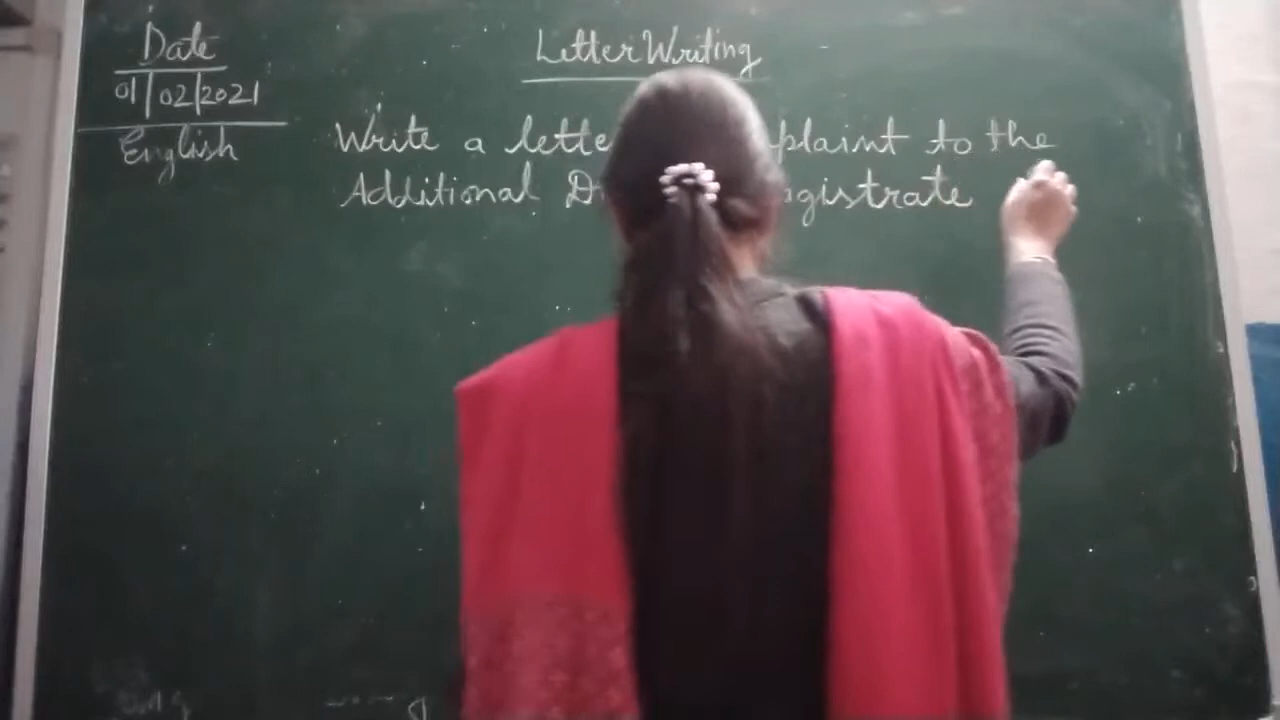 Date
01/02/2021
English
Letter Writing
Write a lette plaint to the
Additional D agistrate